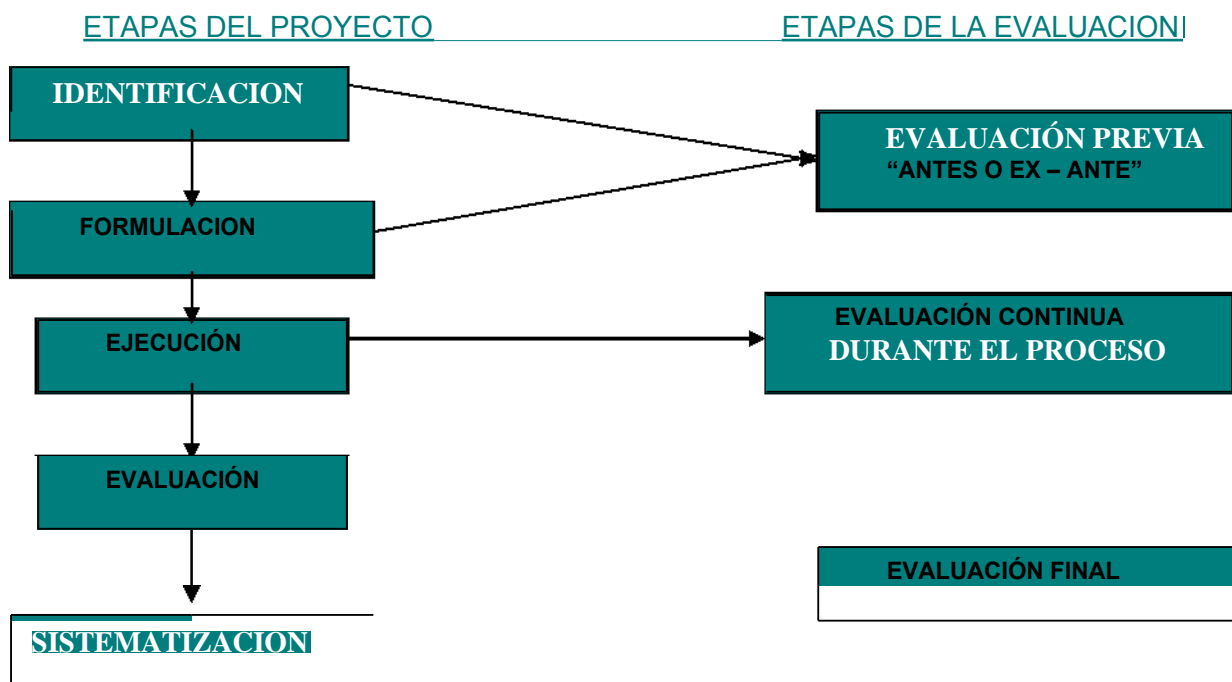 ETAPAS DEL PROYECTO
ETAPAS DE LA EVALUACION
IDENTIFICACION
EVALUACIÓN PREVIA
“ANTES O EX – ANTE”
FORMULACION
EJECUCIÓN
EVALUACIÓN CONTINUA
DURANTE EL PROCESO
EVALUACIÓN
EVALUACIÓN FINAL
SISTEMATIZACION